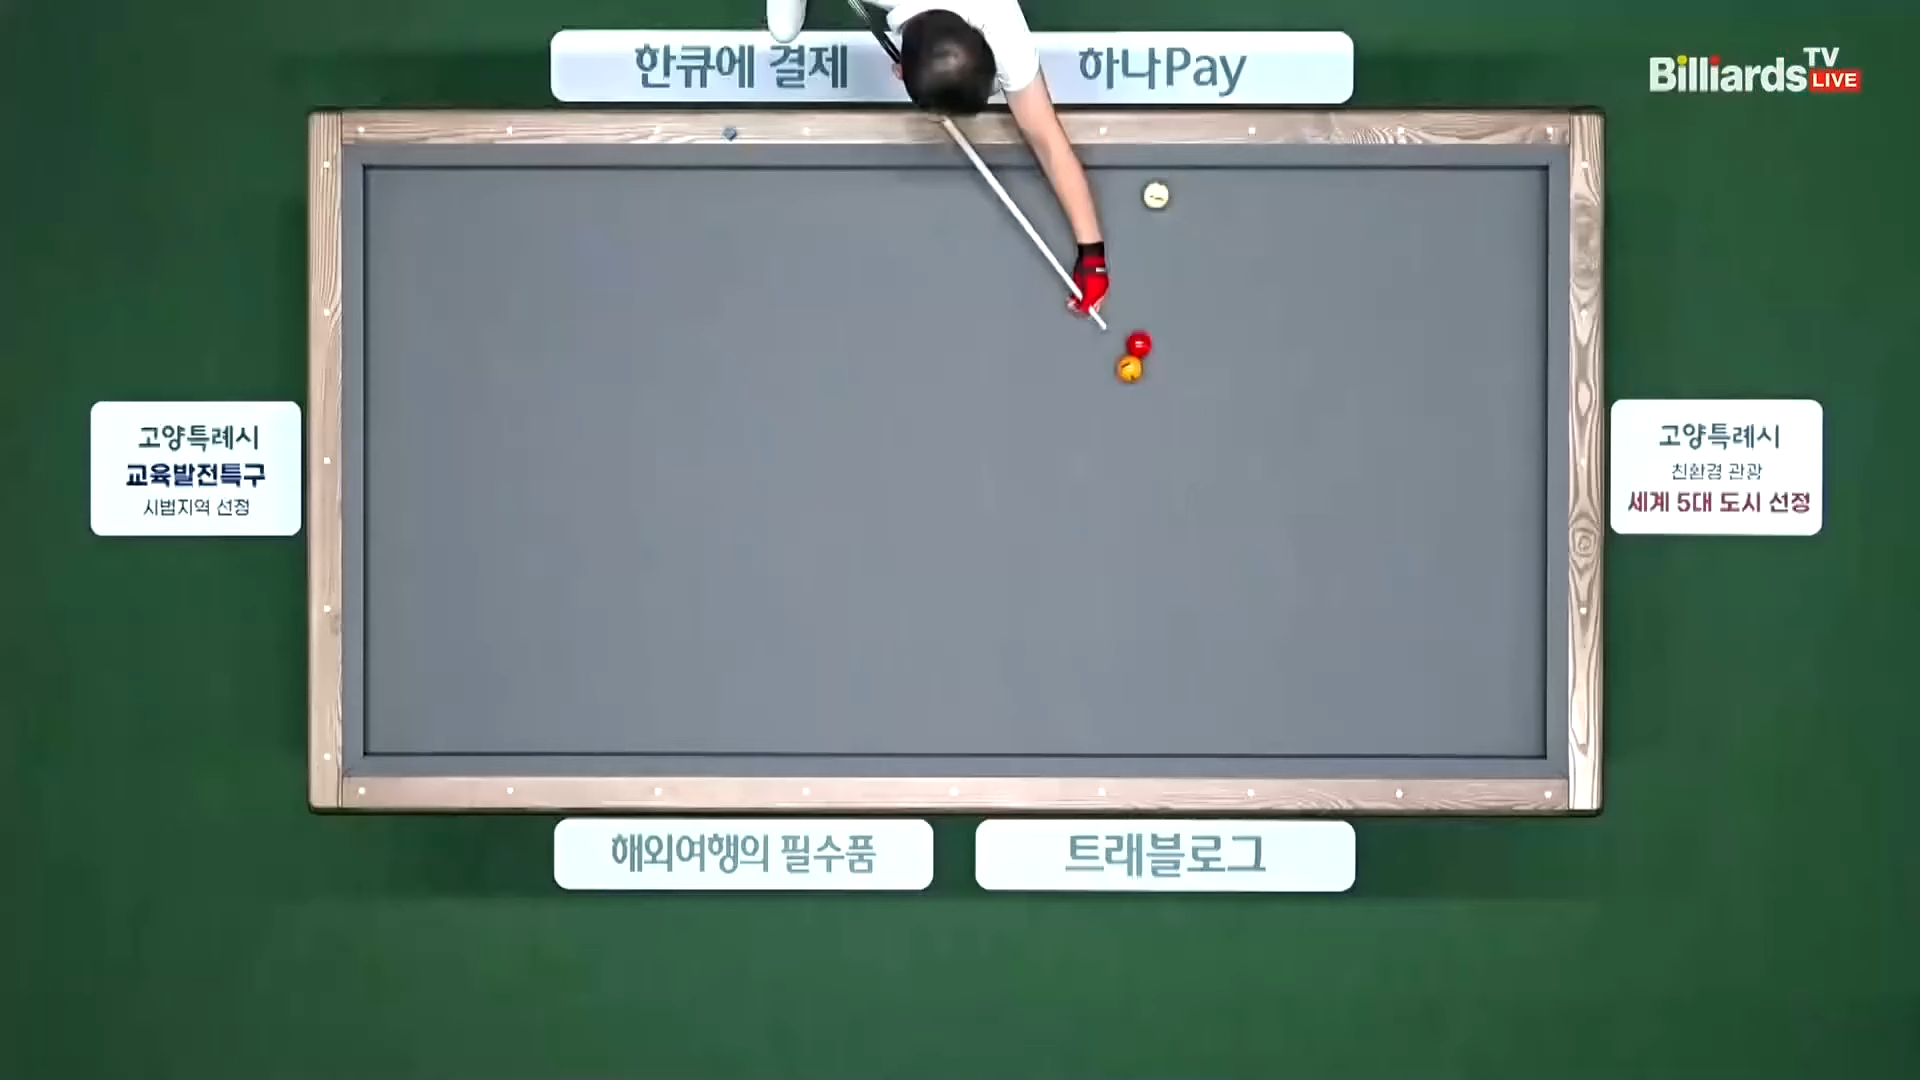 한큐에 결제
하나Pay
BilliardsTV
LIVE
고양특례시
교육발전특구
시범지역 선정
고양특례시
친환경 관광
세계 5대 도시 선정
해외여행의 필수품
트래블로그